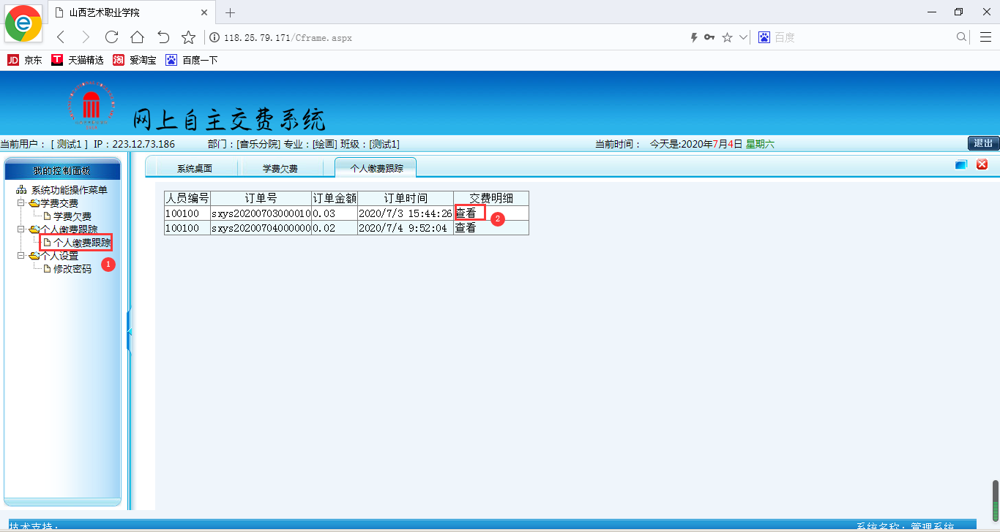 山西艺术职业学院
118.25.79.171/Cframe.aspx
百度
JD 京东 T 天猫精选 淘 爱淘宝 百度一下
网上自主交费系统
当前用户：[ 测试1 ] IP：223.12.73.186 部门：[音乐分院] 专业：[绘画] 班级：[测试1] 当前时间： 今天是:2020年7月4日 星期六 退出
我的控制面板
系统功能操作菜单
学费交费
学费欠费
个人缴费跟踪
个人缴费跟踪
个人设置
修改密码
1
系统桌面 学费欠费 个人缴费跟踪
人员编号 订单号 订单金额 订单时间 交费明细
100100 sxys20200703000010 0.03 2020/7/3 15:44:26 查看
2
100100 sxys20200704000000 0.02 2020/7/4 9:52:04 查看
技术支持： 系统名称：管理系统